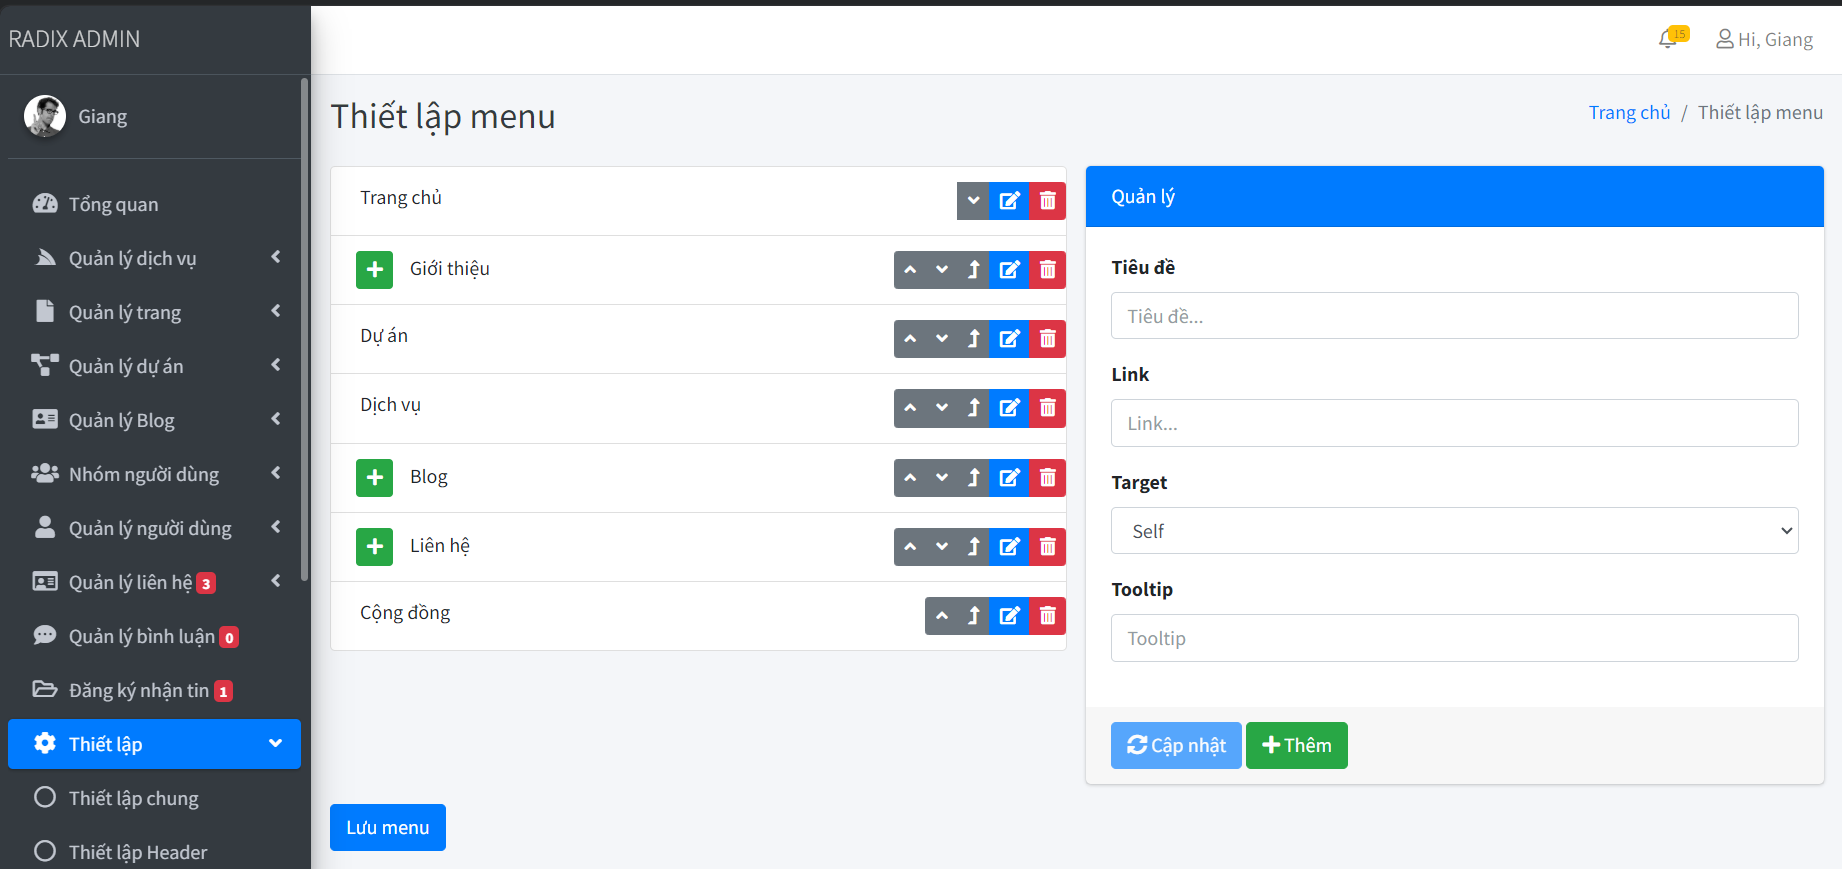 RADIX ADMIN
15
Hi, Giang
Giang
Tổng quan
Quản lý dịch vụ
Quản lý trang
Quản lý dự án
Quản lý Blog
Nhóm người dùng
Quản lý người dùng
Quản lý liên hệ 3
Quản lý bình luận 0
Đăng ký nhận tin 1
Thiết lập
Thiết lập chung
Thiết lập Header
Thiết lập menu
Trang chủ / Thiết lập menu
Trang chủ
Giới thiệu
Dự án
Dịch vụ
Blog
Liên hệ
Cộng đồng
Lưu menu
Quản lý
Tiêu đề
Tiêu đề...
Link
Link...
Target
Self
Tooltip
Tooltip
Cập nhật
Thêm